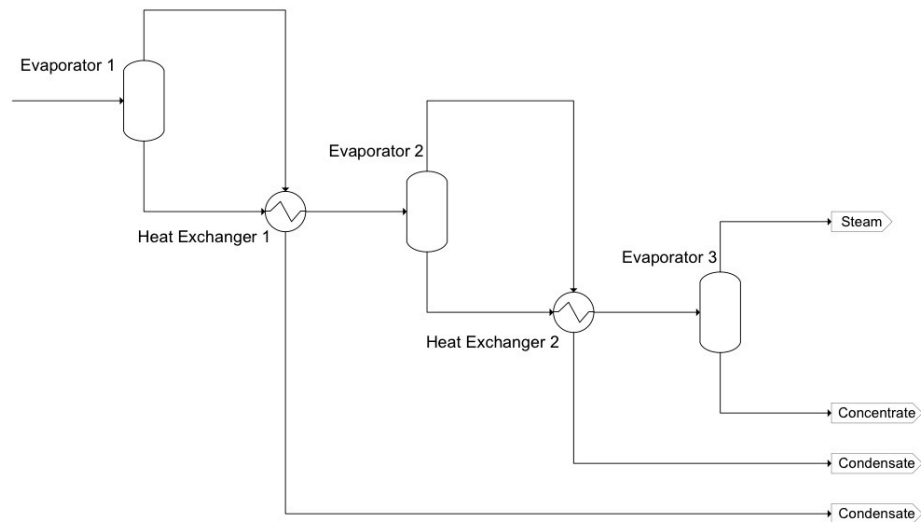 Evaporator 1
Evaporator 2
Heat Exchanger 1
Steam
Evaporator 3
Heat Exchanger 2
Concentrate
Condensate
Condensate